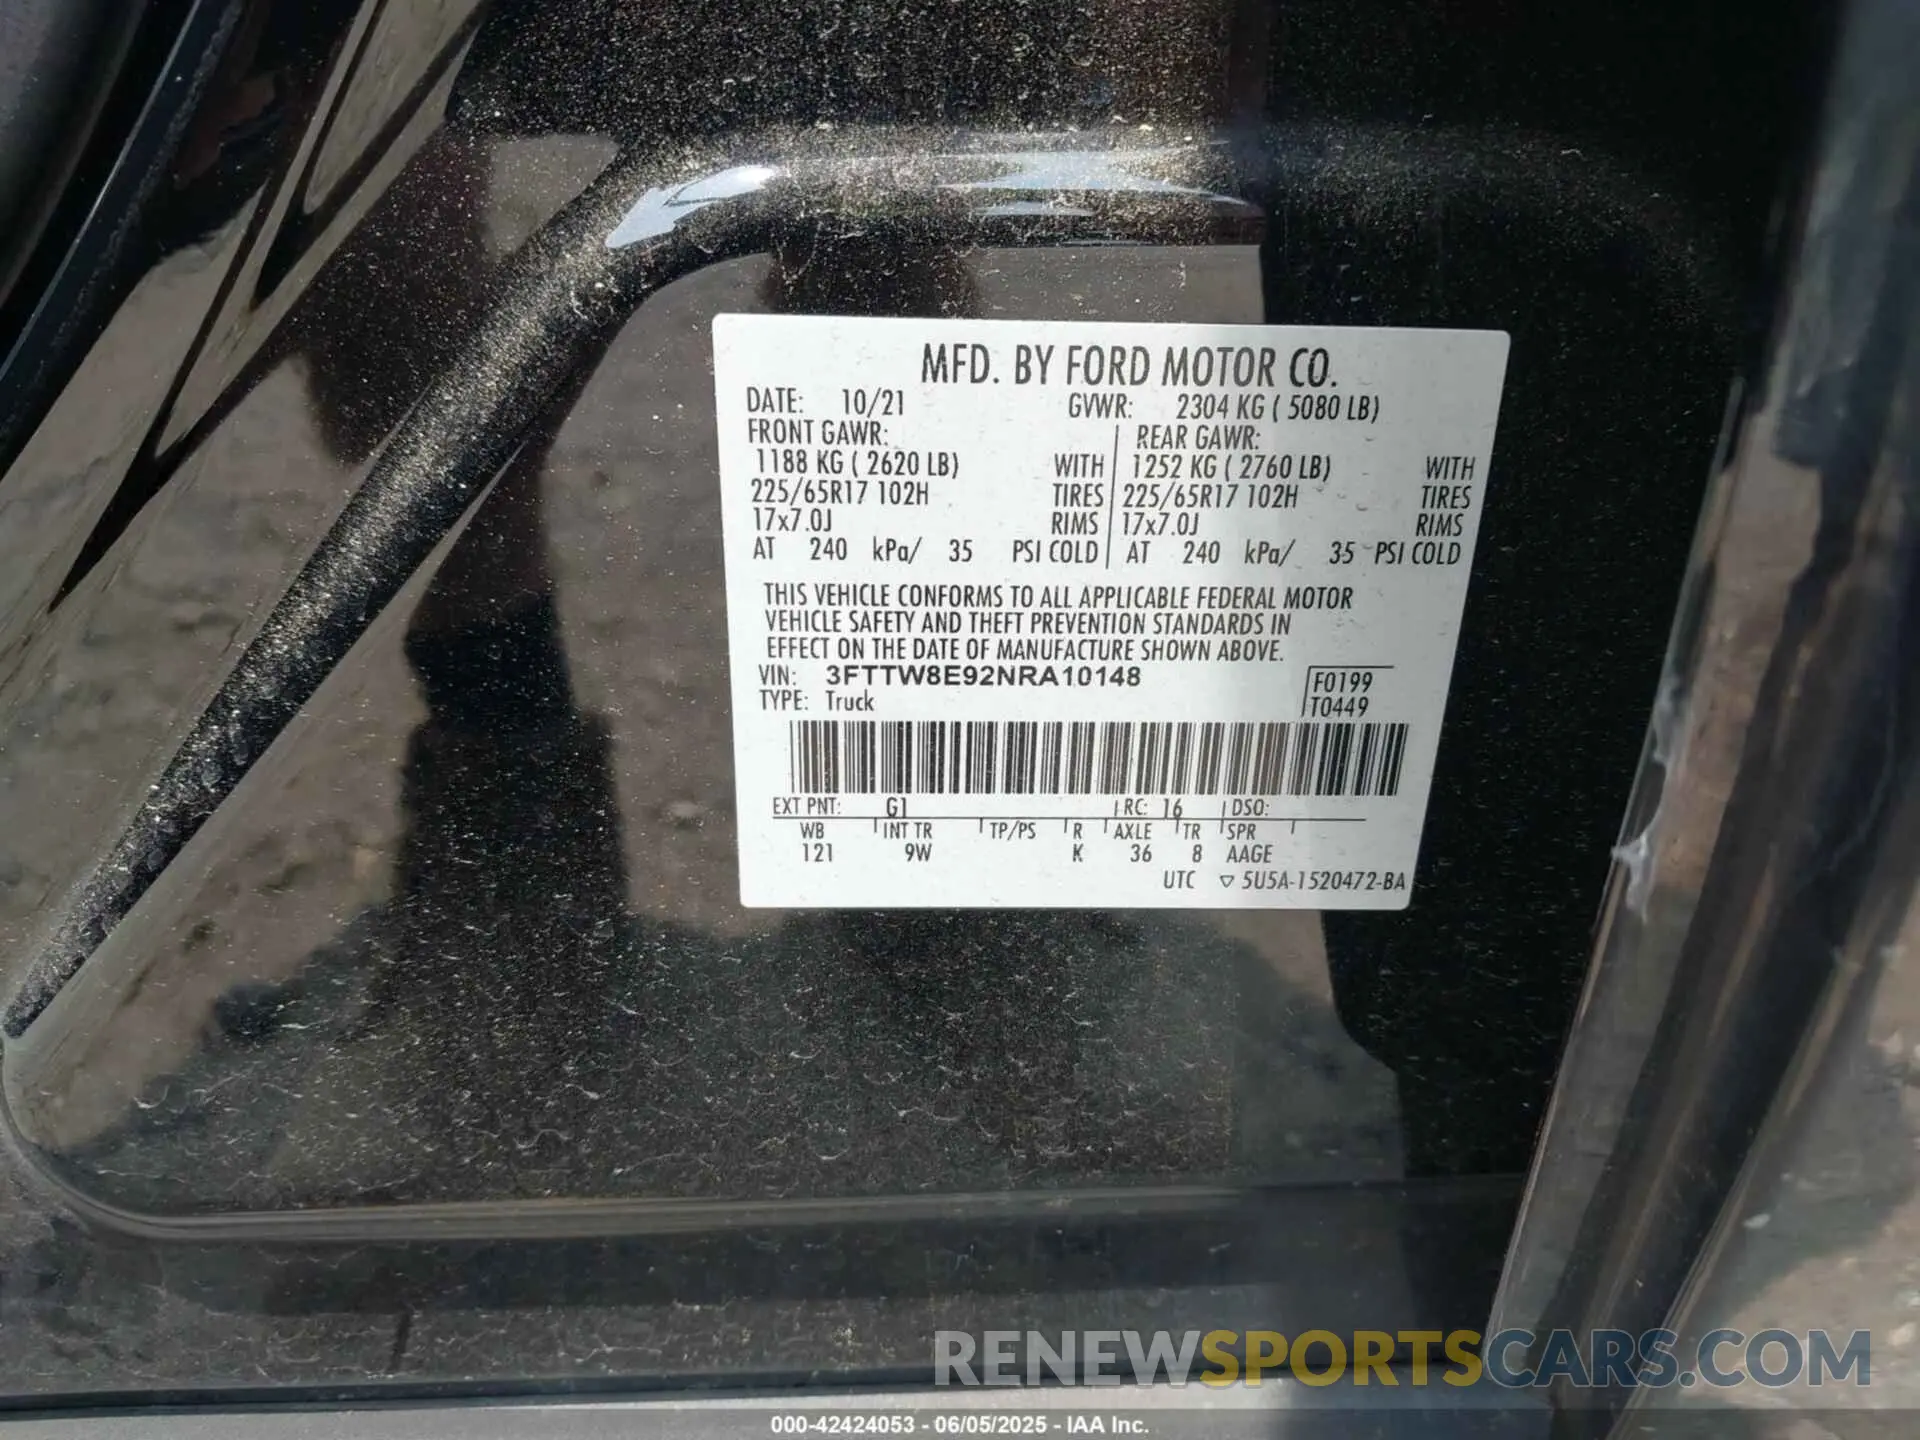 MFD. BY FORD MOTOR CO.
DATE: 10/21 GVWR: 2304 KG ( 5080 LB)
FRONT GAWR: REAR GAWR:
1188 KG ( 2620 LB) WITH 1252 KG ( 2760 LB) WITH
225/65R17 102H TIRES 225/65R17 102H TIRES
17x7.0J RIMS 17x7.0J RIMS
AT 240 kPa/ 35 PSI COLD AT 240 kPa/ 35 PSI COLD
THIS VEHICLE CONFORMS TO ALL APPLICABLE FEDERAL MOTOR
VEHICLE SAFETY AND THEFT PREVENTION STANDARDS IN
EFFECT ON THE DATE OF MANUFACTURE SHOWN ABOVE.
VIN: 3FTTW8E92NRA10148 F0199
TYPE: Truck T0449
EXT PNT: G1 RC: 16 DSO:
WB INT TR TP/PS R AXLE TR SPR
121 9W K 36 8 AAGE
UTC ▽ 5U5A-1520472-BA
RENEWSPORTSCARS.COM
000-42424053 - 06/05/2025 - IAA Inc.